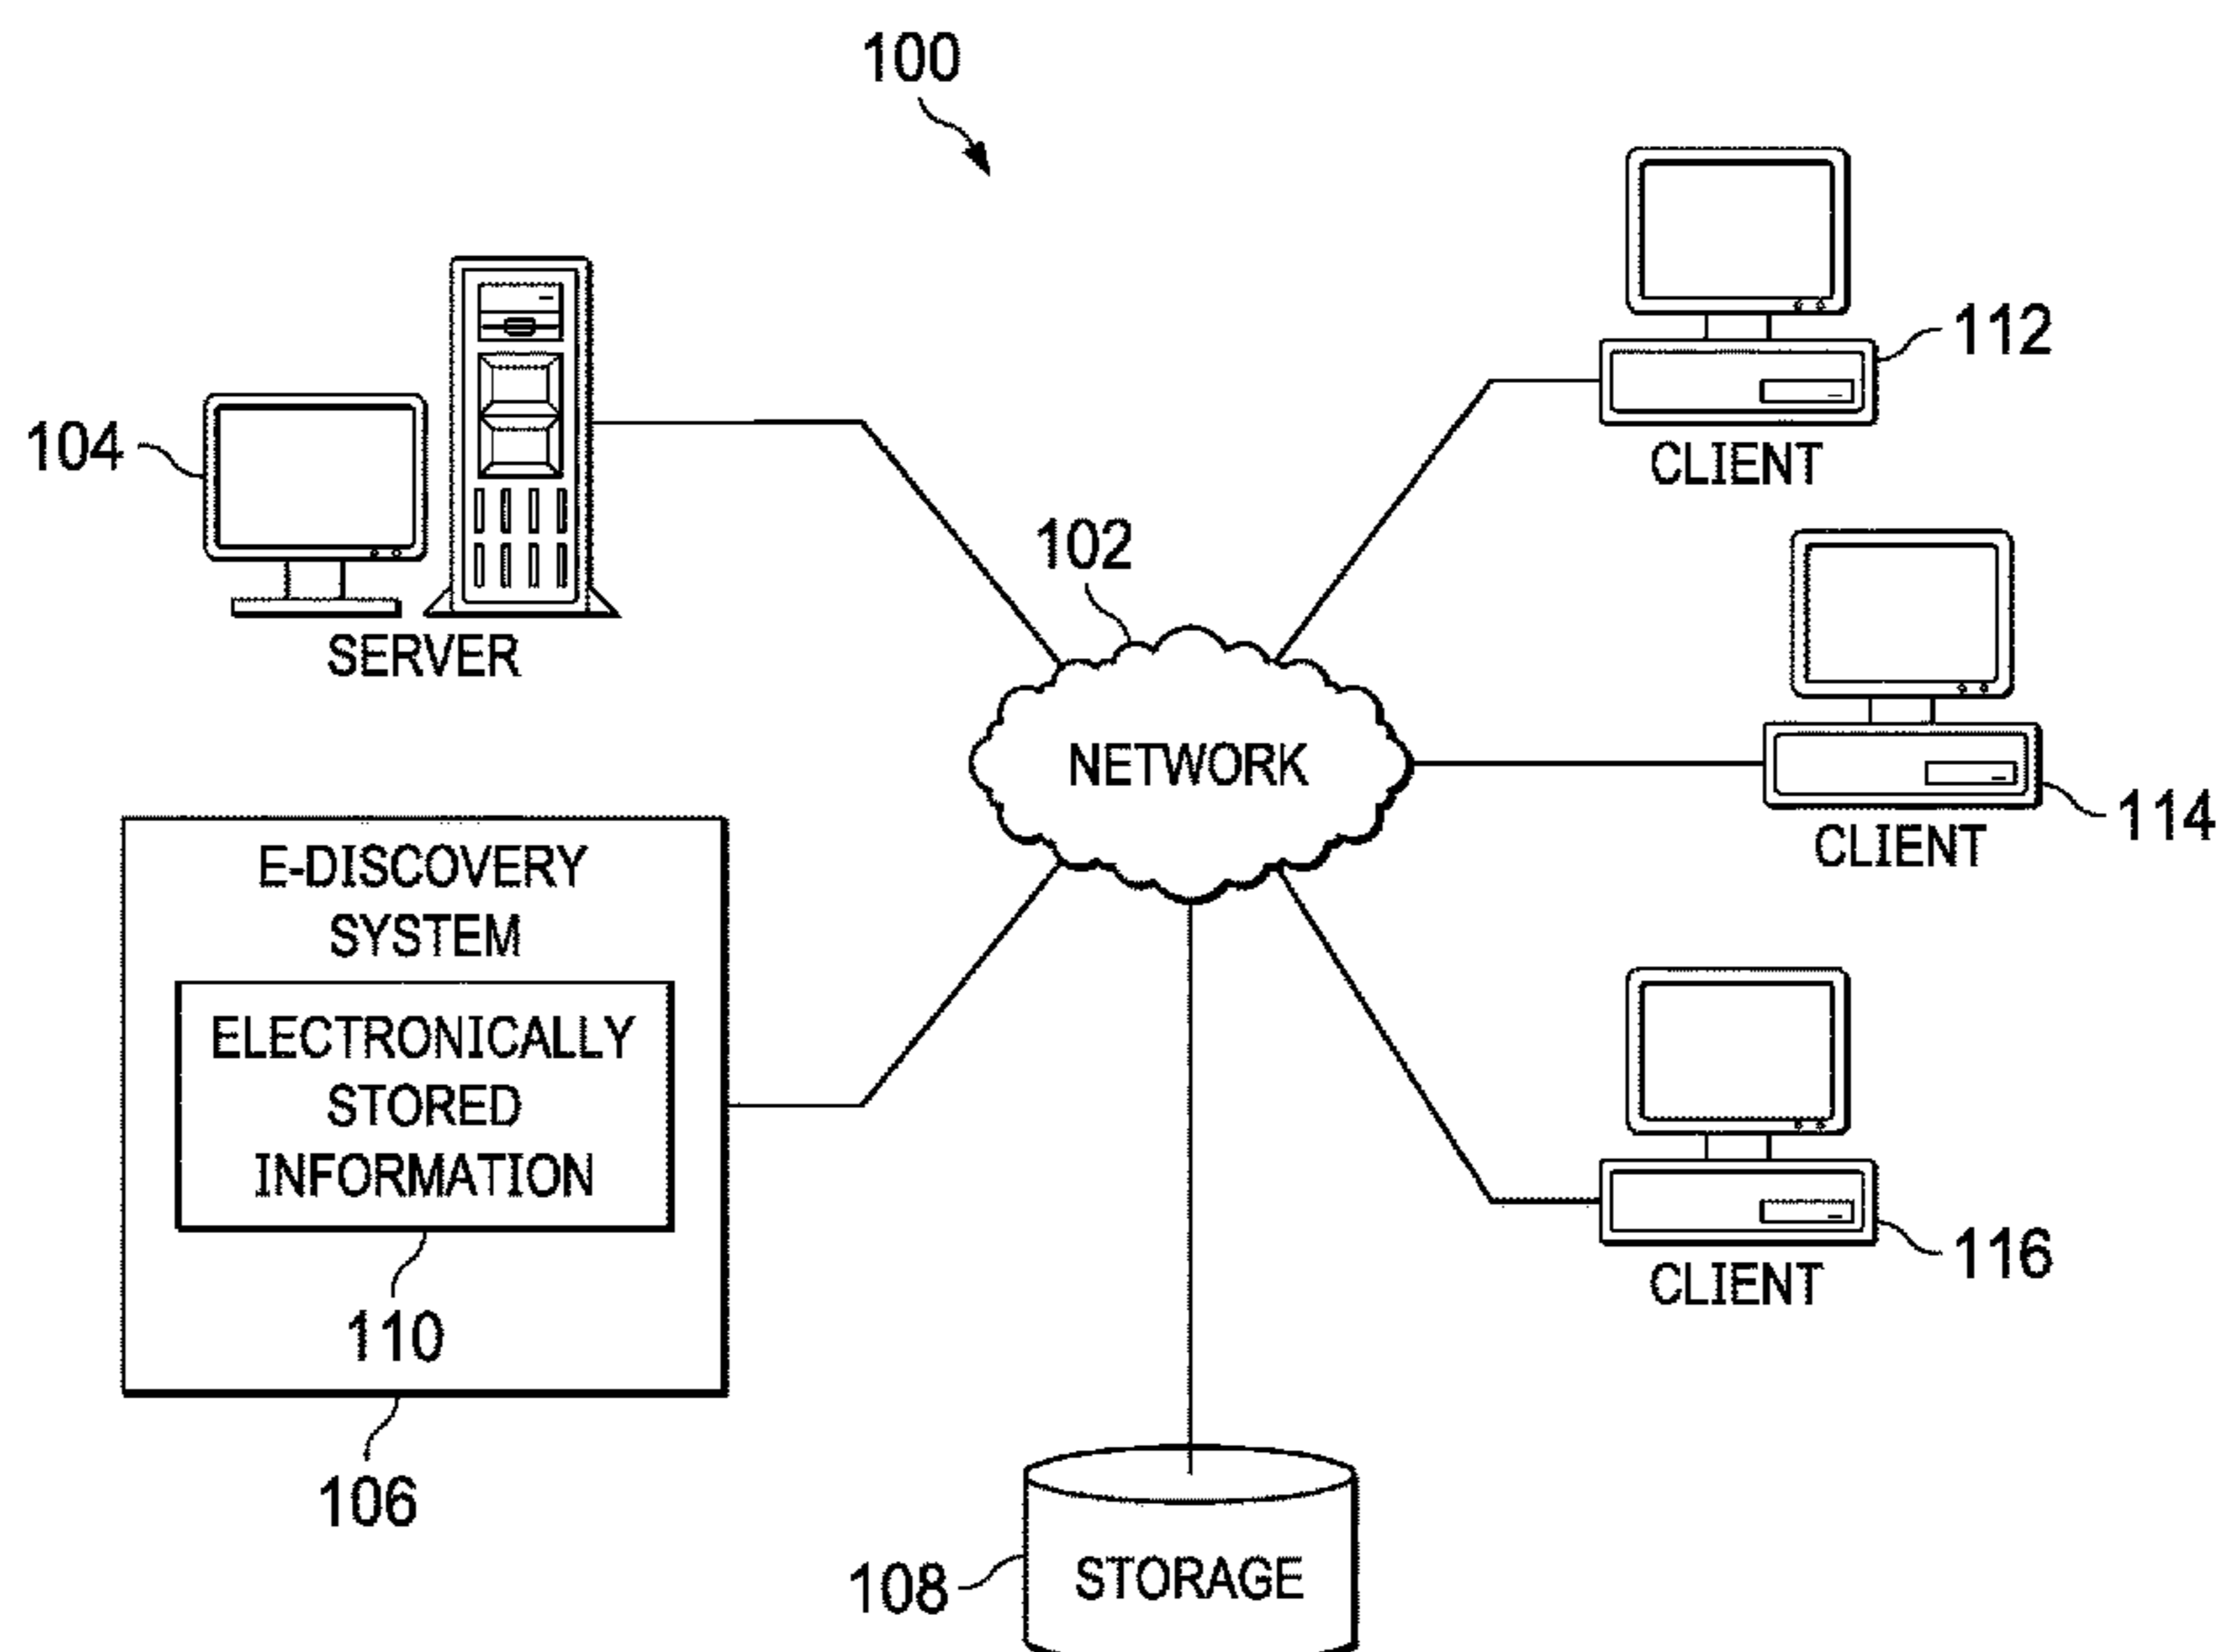 100
112
CLIENT
104
SERVER
102
NETWORK
114
CLIENT
E-DISCOVERY
SYSTEM
ELECTRONICALLY
STORED
INFORMATION
110
106
116
CLIENT
108
STORAGE